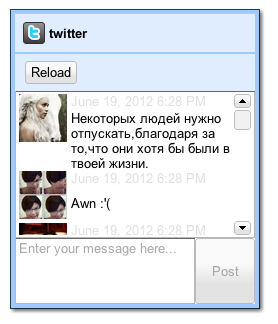 twitter
Reload
June 19, 2012 6:28 PM
Некоторых людей нужно
отпускать,благодаря за
то,что они хотя бы были в
твоей жизни.
June 19, 2012 6:28 PM
Awn :'(
June 19, 2012 6:28 PM
Enter your message here...
Post